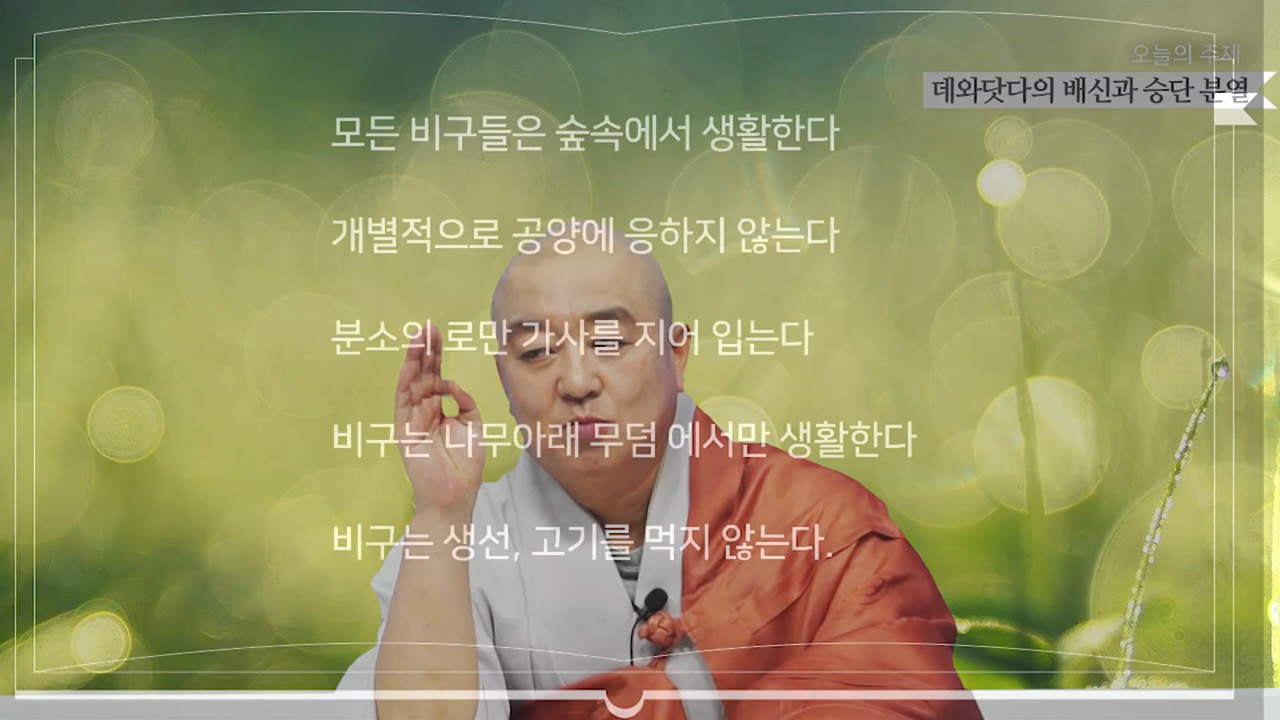 오늘의 주제
데와닷다의 배신과 승단 분열
모든 비구들은 숲속에서 생활한다
개별적으로 공양에 응하지 않는다
분소의 로만 가사를 지어 입는다
비구는 나무아래 무덤 에서만 생활한다
비구는 생선, 고기를 먹지 않는다.